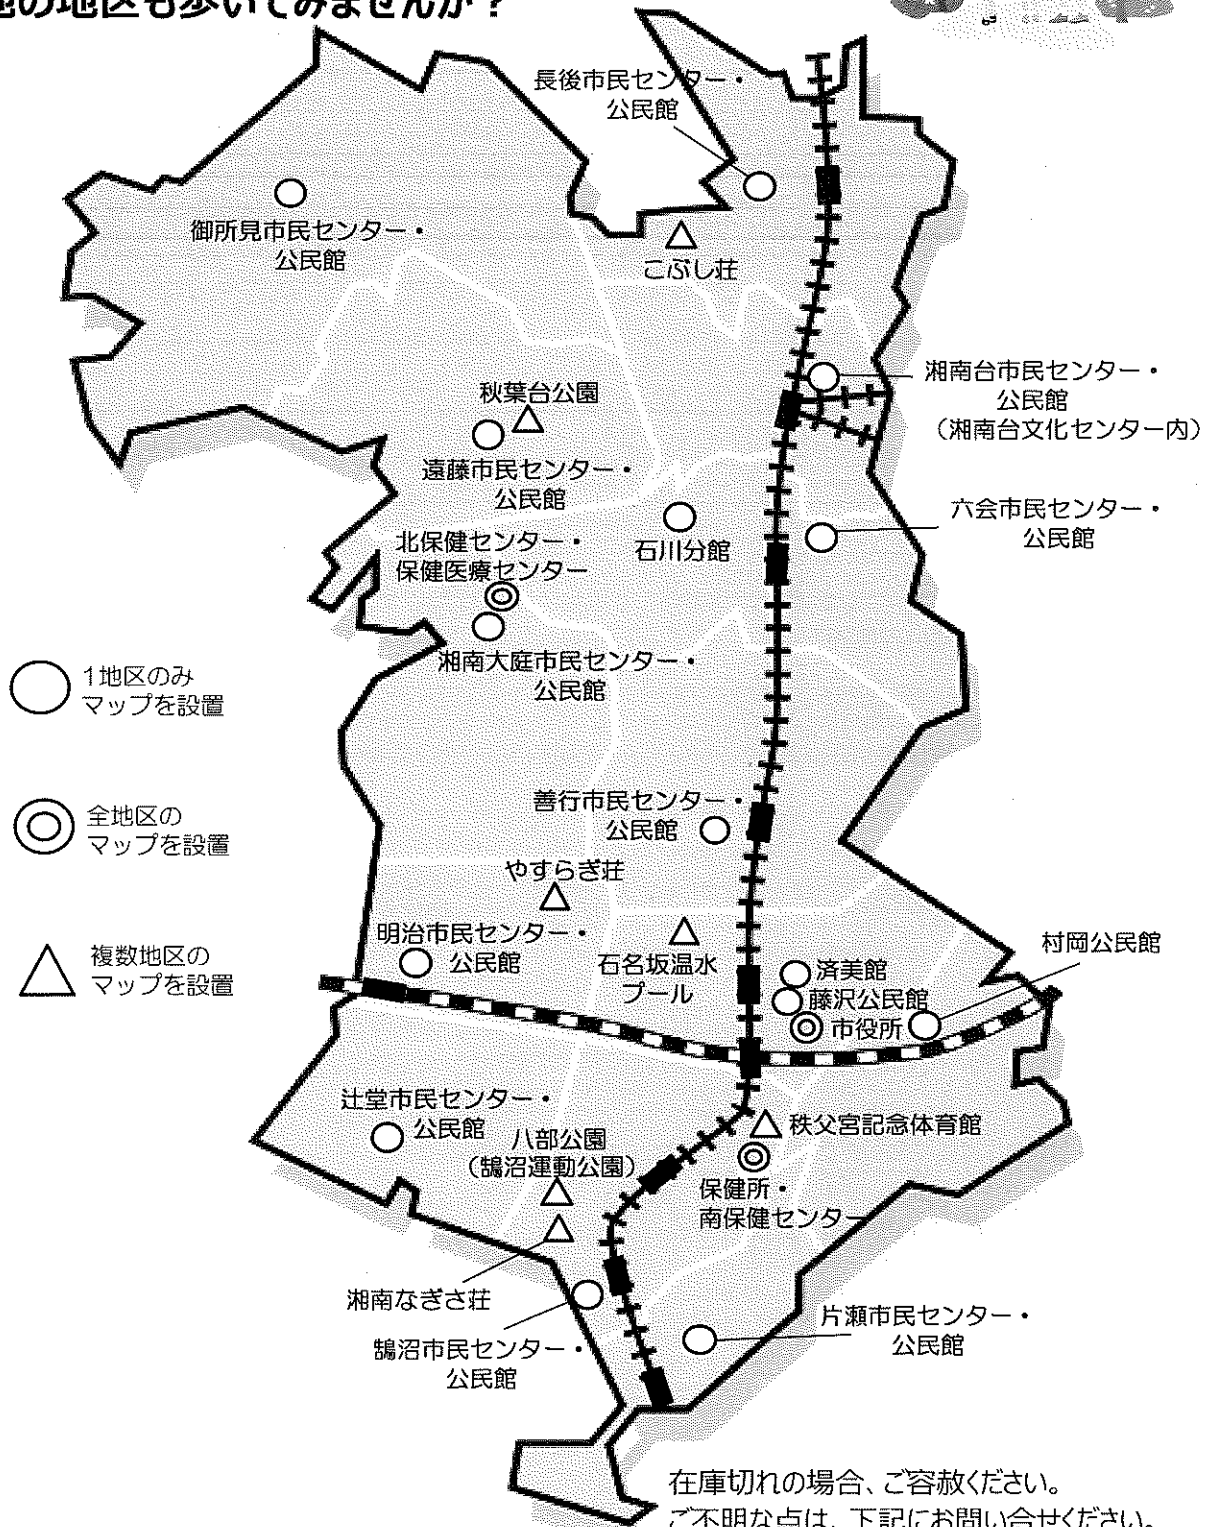 他の地区も歩いてみませんか？
長後市民センター・
公民館
御所見市民センター・
公民館
こぶし荘
湘南台市民センター・
公民館
（湘南台文化センター内）
秋葉台公園
遠藤市民センター・
公民館
石川分館
六会市民センター・
公民館
北保健センター・
保健医療センター
湘南大庭市民センター・
公民館
1地区のみ
マップを設置
全地区の
マップを設置
複数地区の
マップを設置
善行市民センター・
公民館
やすらぎ荘
明治市民センター・
公民館
石名坂温水
プール
済美館
藤沢公民館
市役所
村岡公民館
辻堂市民センター・
公民館
八部公園
（鵠沼運動公園）
秩父宮記念体育館
保健所・
南保健センター
湘南なぎさ荘
鵠沼市民センター・
公民館
片瀬市民センター・
公民館
在庫切れの場合、ご容赦ください。
ご不明な点は、下記にお問い合せください。